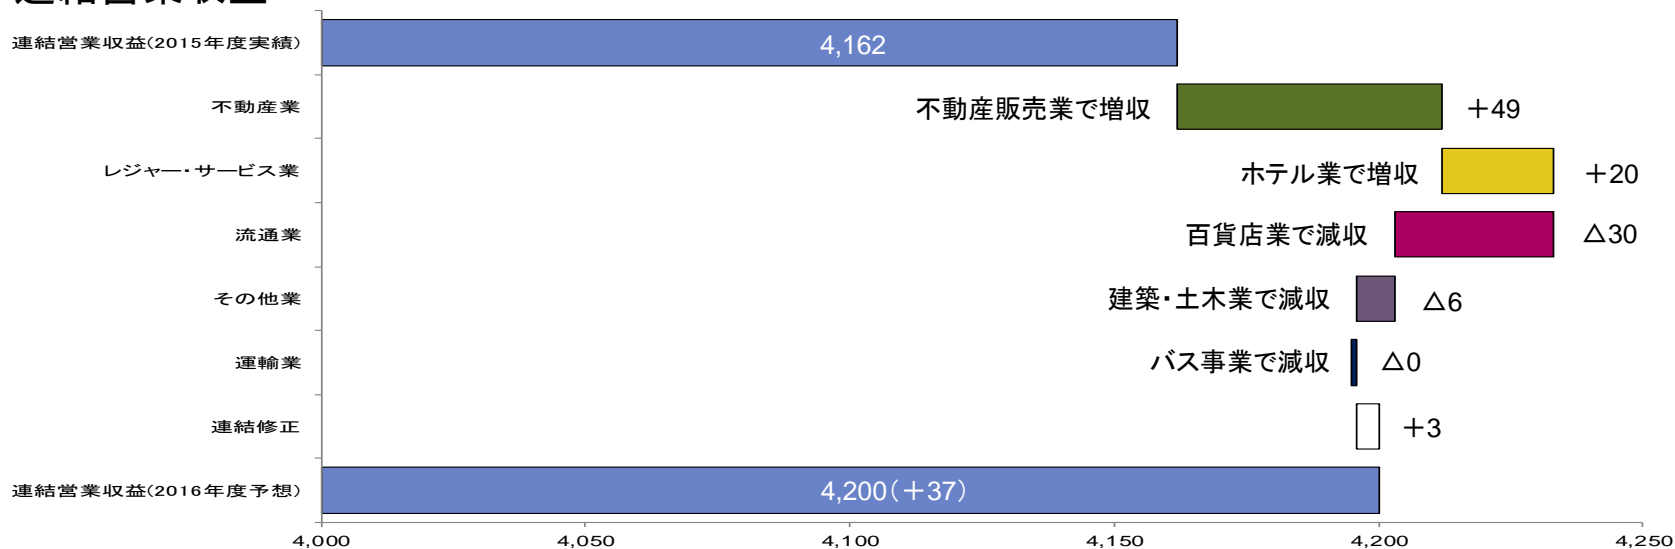 連結営業収益(2015年度実績)
4,162
不動産業
不動産販売業で増収
＋49
レジャー・サービス業
ホテル業で増収
＋20
流通業
百貨店業で減収
△30
その他業
建築・土木業で減収
△6
運輸業
バス事業で減収
△0
連結修正
＋3
連結営業収益(2016年度予想)
4,200(＋37)
4,000
4,050
4,100
4,150
4,200
4,250